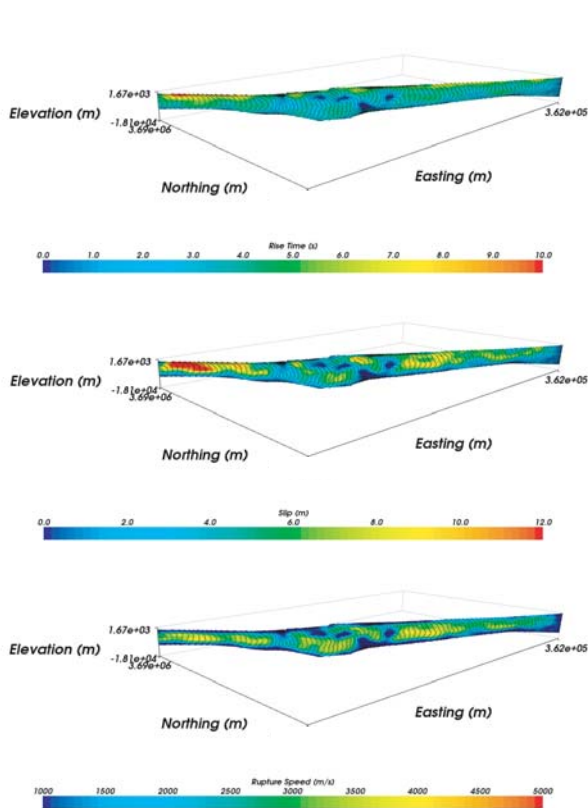 1.67e+03
Elevation (m)
-1.81e+04
3.69e+06
3.62e+05
Northing (m)
Easting (m)
Rise Time (s)
0.0 1.0 2.0 3.0 4.0 5.0 6.0 7.0 8.0 9.0 10.0
1.67e+03
Elevation (m)
-1.81e+04
3.69e+06
3.62e+05
Northing (m)
Easting (m)
Slip (m)
0.0 2.0 4.0 6.0 8.0 10.0 12.0
1.67e+03
Elevation (m)
-1.81e+04
3.69e+06
3.62e+05
Northing (m)
Easting (m)
Rupture Speed (m/s)
1000 1500 2000 2500 3000 3500 4000 4500 5000